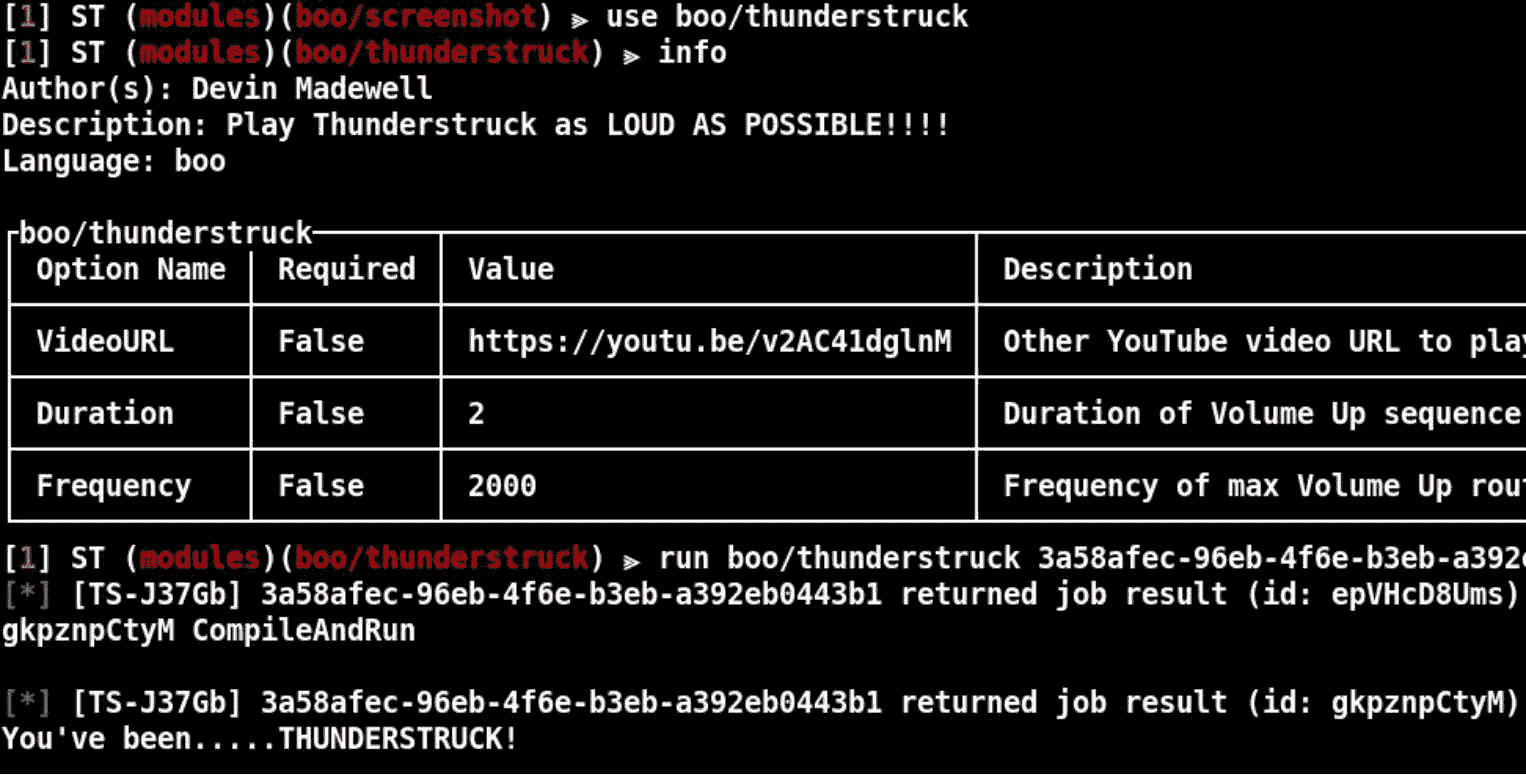 [1] ST (modules)(boo/screenshot) ⫸ use boo/thunderstruck
[1] ST (modules)(boo/thunderstruck) ⫸ info
Author(s): Devin Madewell
Description: Play Thunderstruck as LOUD AS POSSIBLE!!!!
Language: boo
boo/thunderstruck
Option Name Required Value Description
VideoURL False https://youtu.be/v2AC41dglnM Other YouTube video URL to play
Duration False 2 Duration of Volume Up sequence
Frequency False 2000 Frequency of max Volume Up rout
[1] ST (modules)(boo/thunderstruck) ⫸ run boo/thunderstruck 3a58afec-96eb-4f6e-b3eb-a392e
[*] [TS-J37Gb] 3a58afec-96eb-4f6e-b3eb-a392eb0443b1 returned job result (id: epVHcD8Ums)
gkpznpCtyM CompileAndRun
[*] [TS-J37Gb] 3a58afec-96eb-4f6e-b3eb-a392eb0443b1 returned job result (id: gkpznpCtyM)
You've been.....THUNDERSTRUCK!